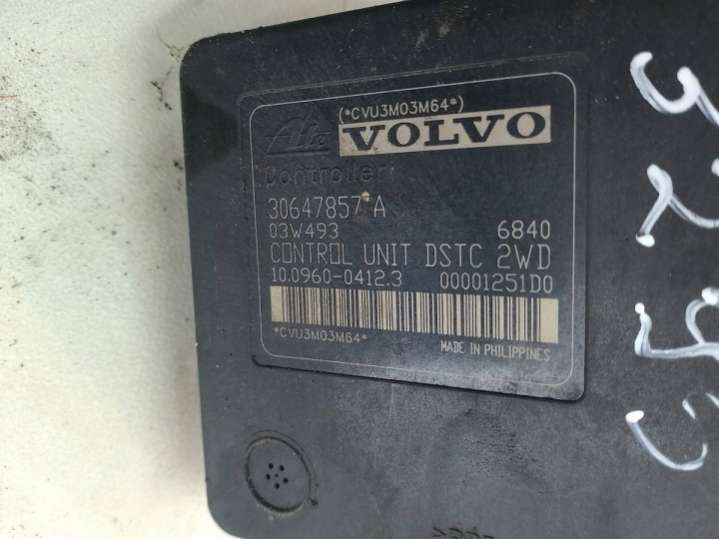 (*CVU3M03M64*)
Ate VOLVO
Controller
30647857 A
03W493 6840
CONTROL UNIT DSTC 2WD
10.0960-0412.3 00001251D0
*CVU3M03M64* MADE IN PHILIPPINES